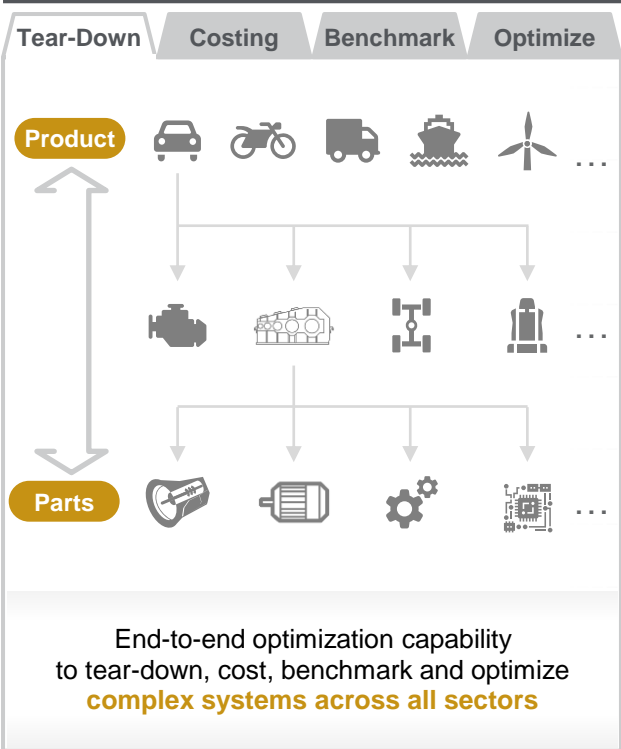 Tear-Down Costing Benchmark Optimize
Product
...
...
Parts
...
End-to-end optimization capability
to tear-down, cost, benchmark and optimize
complex systems across all sectors